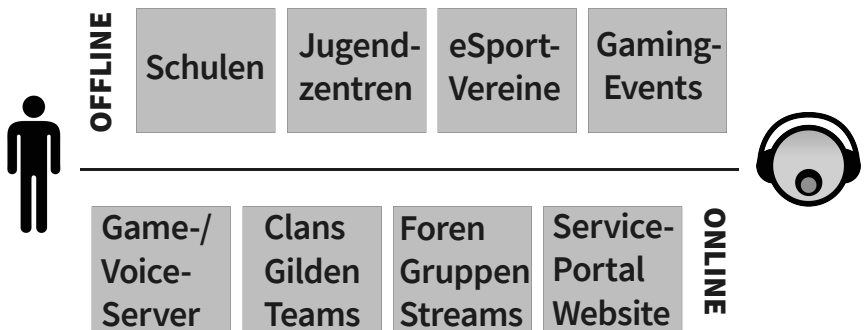 OFFLINE
Schulen
Jugend-
zentren
eSport-
Vereine
Gaming-
Events
Game-/
Voice-
Server
Clans
Gilden
Teams
Foren
Gruppen
Streams
Service-
Portal
Website
ONLINE